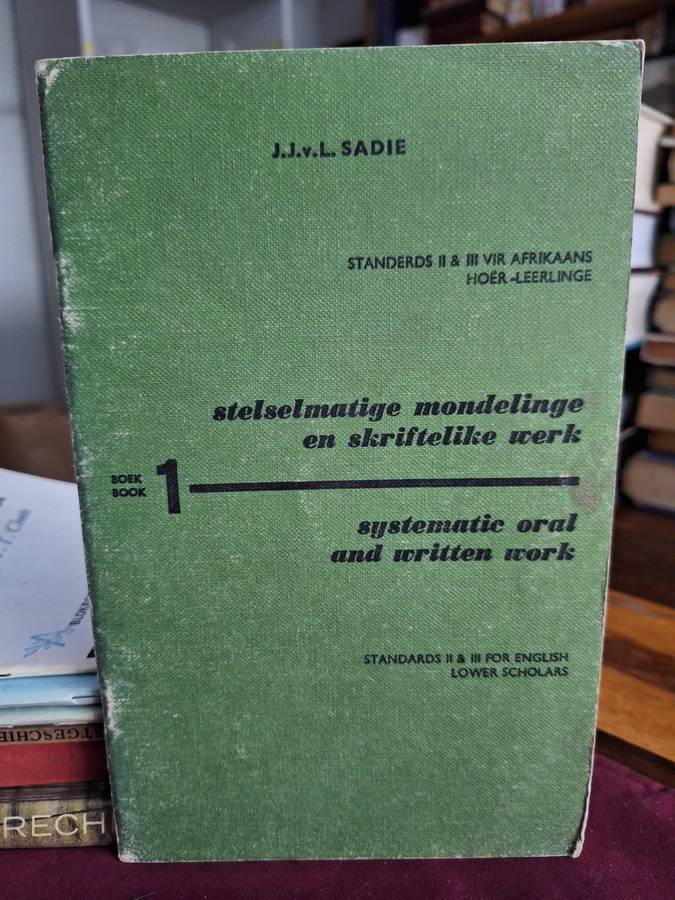 J.J.v.L. SADIE
STANDERDS II & III VIR AFRIKAANS
HOËR-LEERLINGE
stelselmatige mondelinge
en skriftelike werk
BOEK
BOOK
1
systematic oral
and written work
STANDARDS II & III FOR ENGLISH
LOWER SCHOLARS
RECH